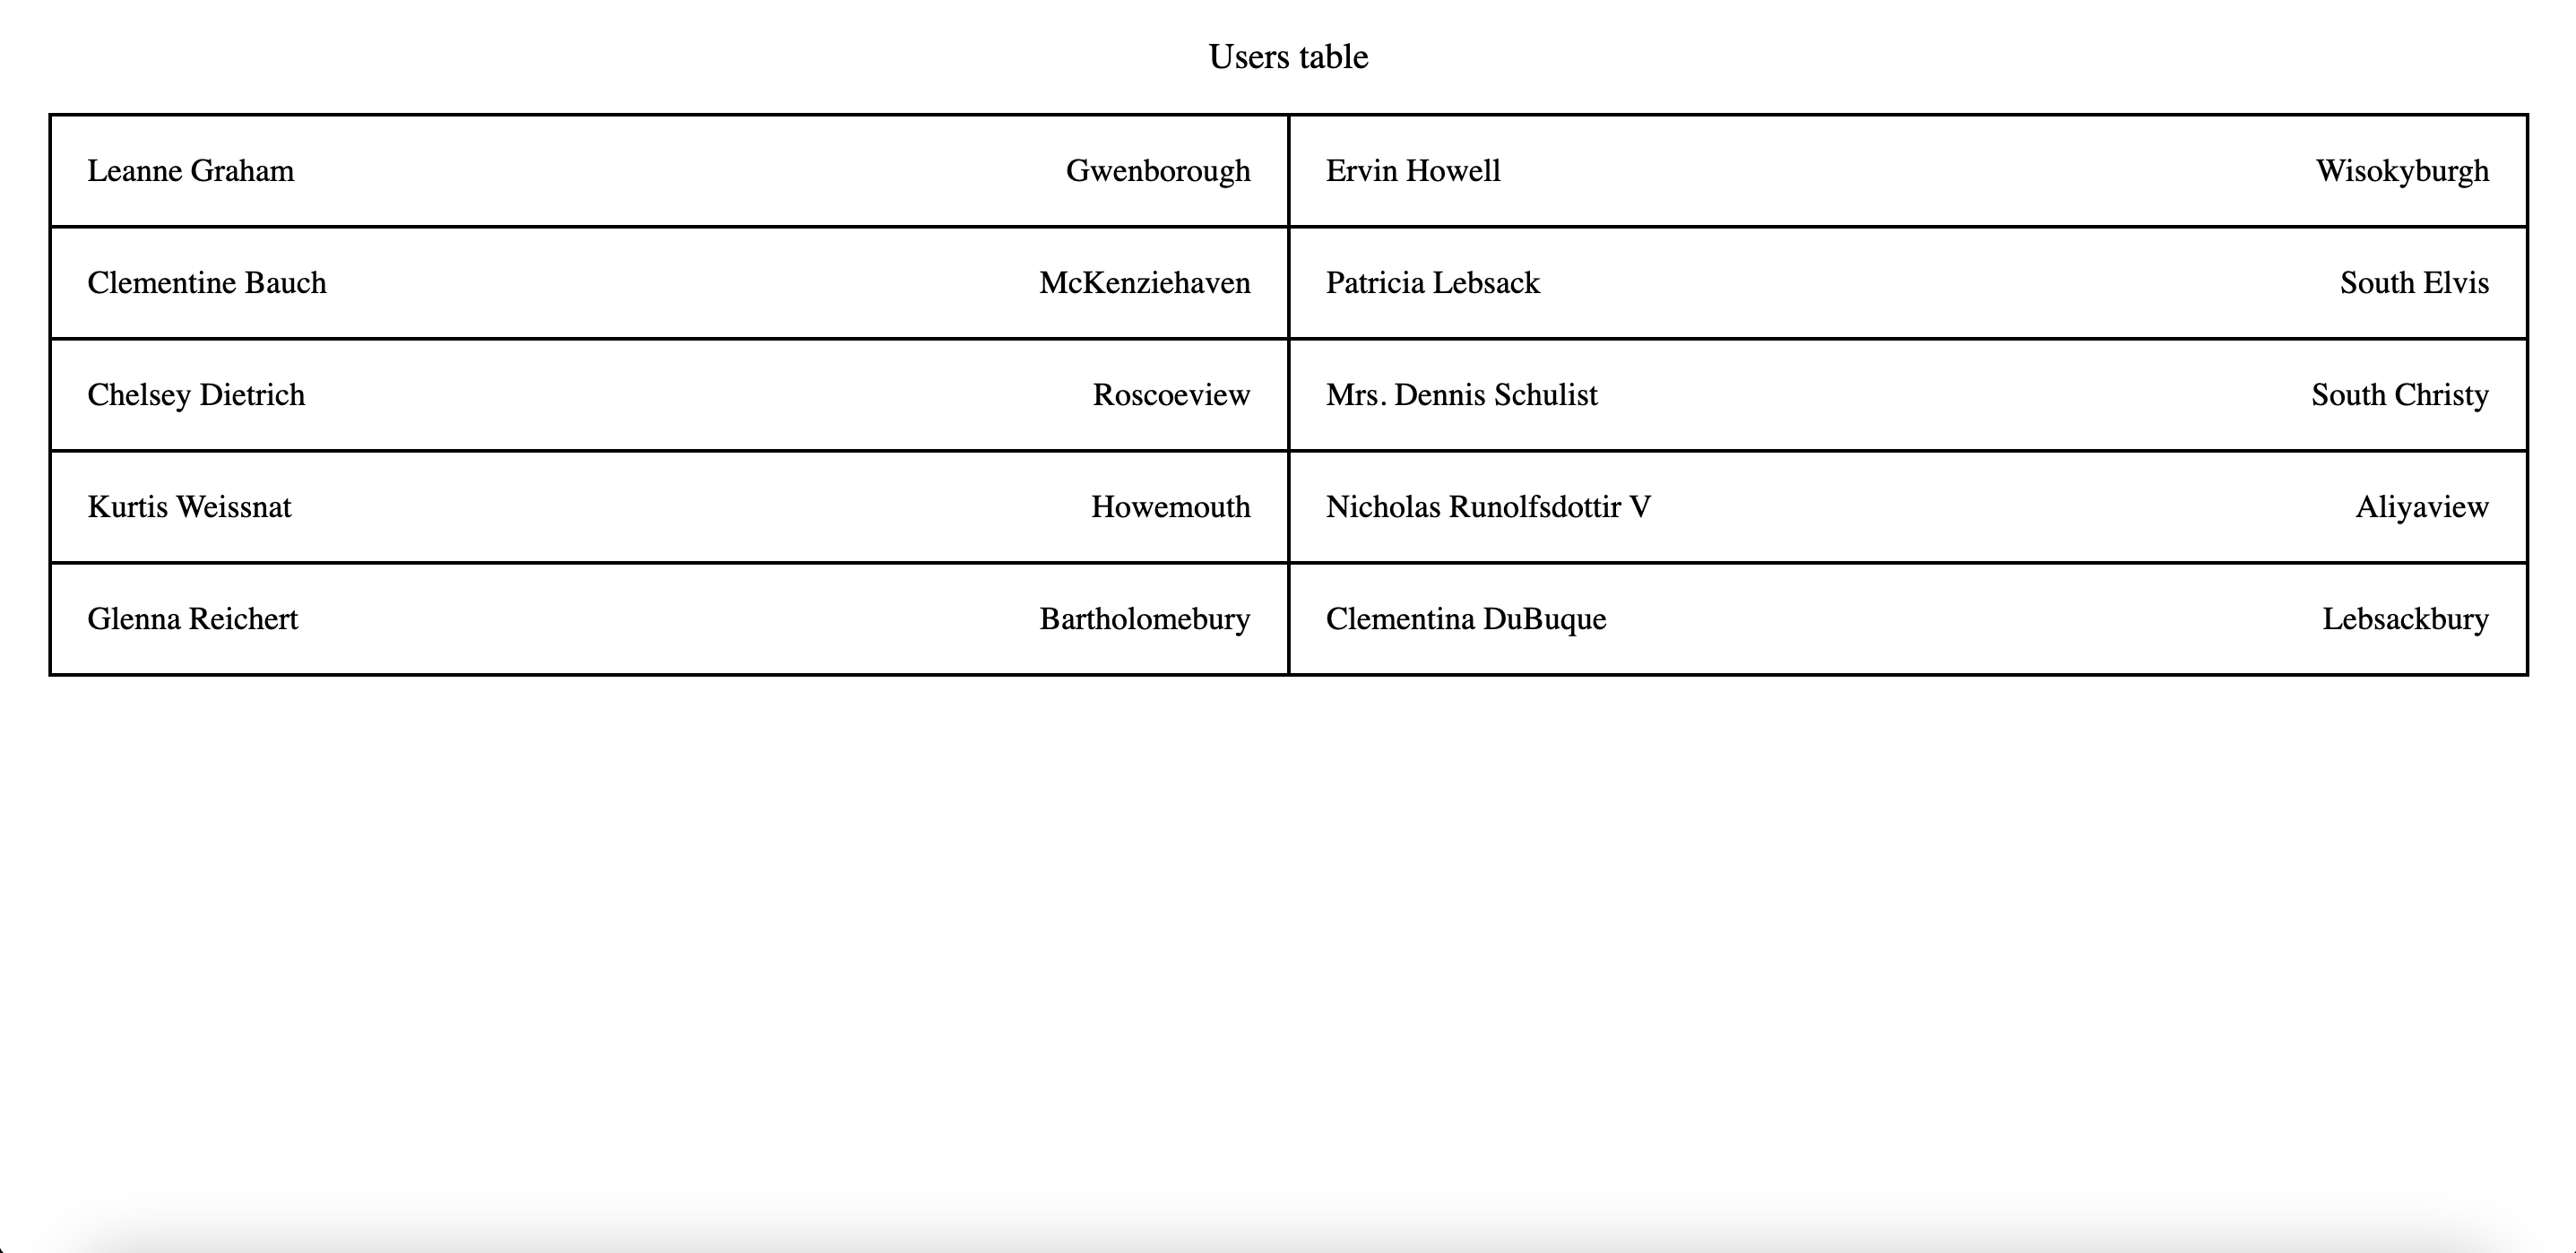 Users table
Leanne Graham Gwenborough Ervin Howell Wisokyburgh
Clementine Bauch McKenziehaven Patricia Lebsack South Elvis
Chelsey Dietrich Roscoeview Mrs. Dennis Schulist South Christy
Kurtis Weissnat Howemouth Nicholas Runolfsdottir V Aliyaview
Glenna Reichert Bartholomebury Clementina DuBuque Lebsackbury